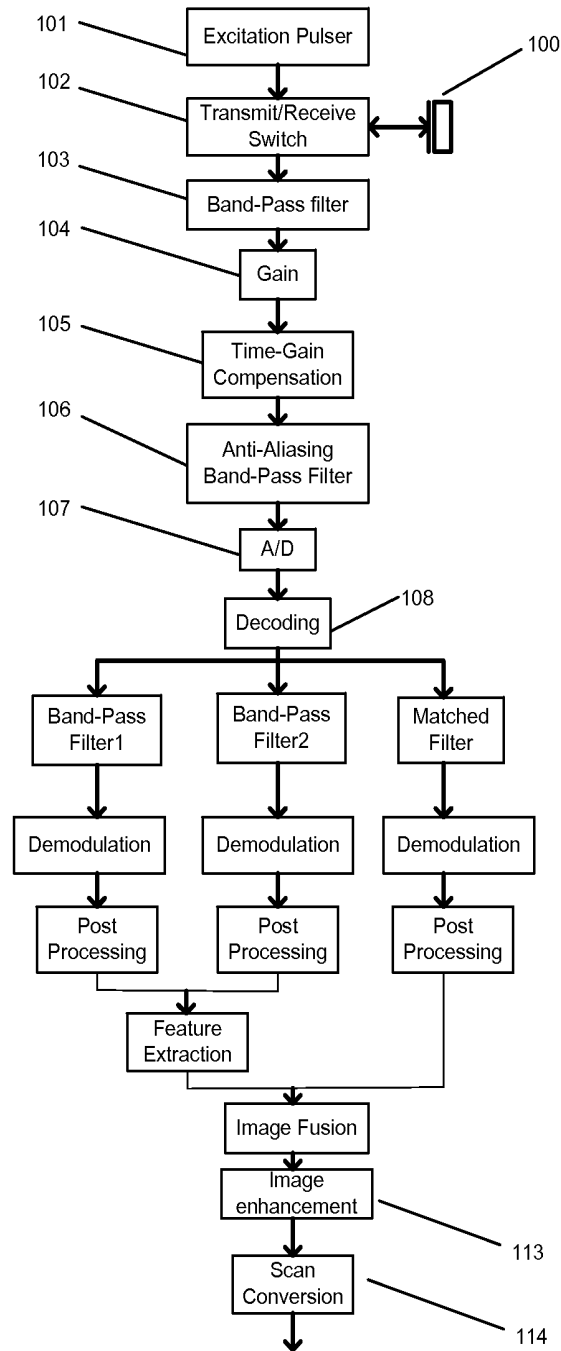 101
Excitation Pulser
100
102
Transmit/Receive
Switch
103
Band-Pass filter
104
Gain
105
Time-Gain
Compensation
106
Anti-Aliasing
Band-Pass Filter
107
A/D
108
Decoding
Band-Pass
Filter1
Band-Pass
Filter2
Matched
Filter
Demodulation
Demodulation
Demodulation
Post
Processing
Post
Processing
Post
Processing
Feature
Extraction
Image Fusion
Image
enhancement
113
Scan
Conversion
114